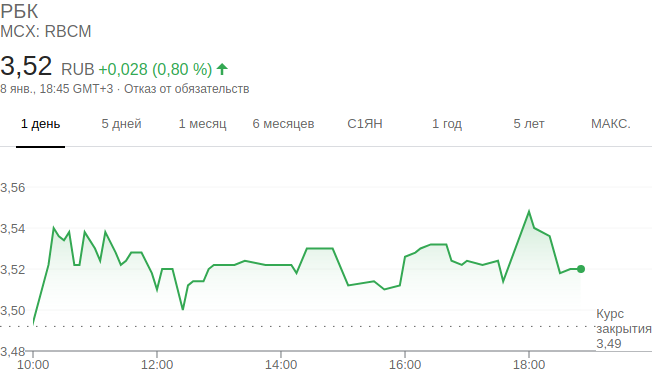 РБК
MCX: RBCM
3,52 RUB +0,028 (0,80 %)
8 янв., 18:45 GMT+3 · Отказ от обязательств
1 день 5 дней 1 месяц 6 месяцев С1ЯН 1 год 5 лет МАКС.
3,56
3,54
3,52
3,50
Курс
закрытия
3,49
3,48
10:00 12:00 14:00 16:00 18:00